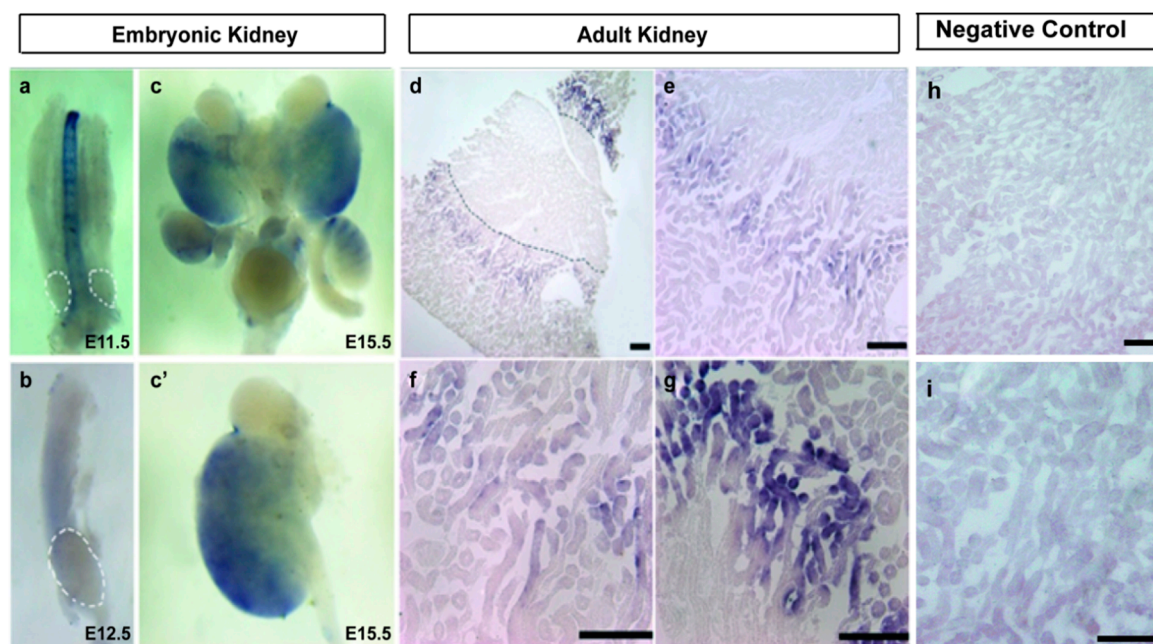 Embryonic Kidney
Adult Kidney
Negative Control
a
c
d
e
h
E11.5
E15.5
b
c’
f
g
i
E12.5
E15.5